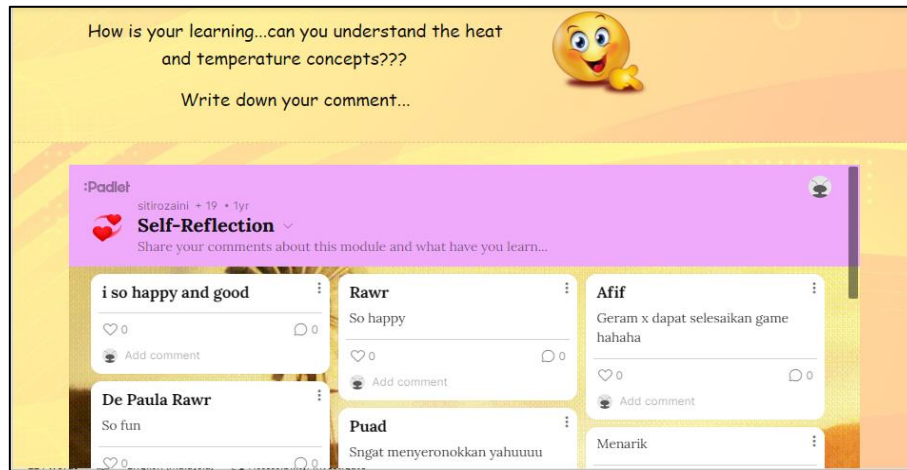 How is your learning...can you understand the heat
and temperature concepts???
Write down your comment...
:Padlet
sitirozaini + 19 • 1yr
Self-Reflection
Share your comments about this module and what have you learn...
i so happy and good
0
0
Add comment
De Paula Rawr
So fun
0
0
Rawr
So happy
0
0
Add comment
Puad
Sngat menyeronokkan yahuuuu
Afif
Geram x dapat selesaikan game
hahaha
0
0
Add comment
Menarik